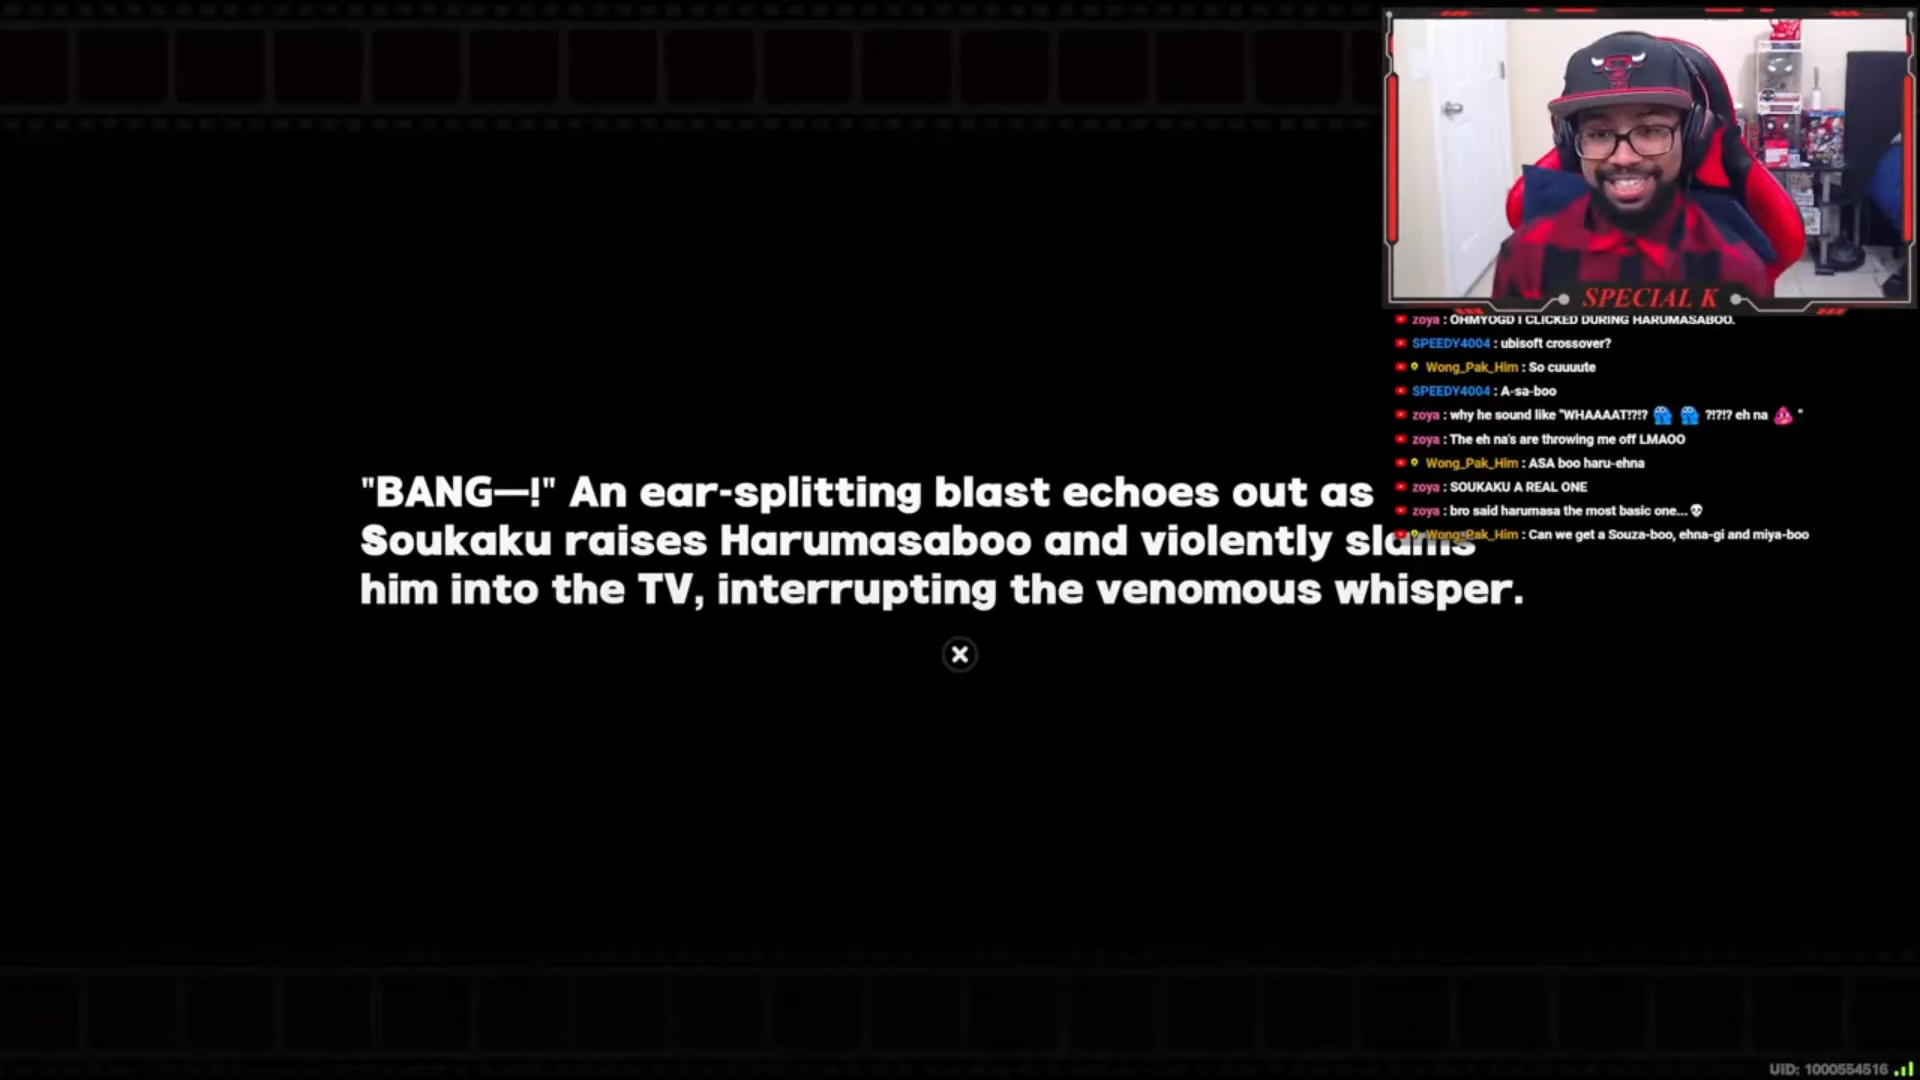 SPECIAL K
zoya : OHMYOGD I CLICKED DURING HARUMASABOO.
SPEEDY4004 : ubisoft crossover?
Wong_Pak_Him : So cuuuute
SPEEDY4004 : A-sa-boo
zoya : why he sound like "WHAAAAT!?!? ?!?!? eh na "
zoya : The eh na's are throwing me off LMAOO
Wong_Pak_Him : ASA boo haru-ehna
zoya : SOUKAKU A REAL ONE
zoya : bro said harumasa the most basic one...
Wong_Pak_Him : Can we get a Souza-boo, ehna-gi and miya-boo
"BANG—!" An ear-splitting blast echoes out as
Soukaku raises Harumasaboo and violently slams
him into the TV, interrupting the venomous whisper.
UID: 1000554516